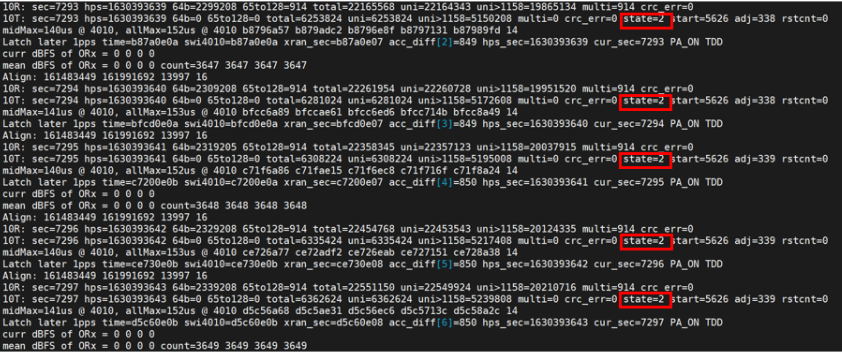 10R: sec=7293 hps=1630393639 64b=2299208 65to128=914 total=22165568 uni=22164343 uni>1158=19865134 multi=914 crc_err=0
10T: sec=7293 hps=1630393639 64b=0 65to128=0 total=6253824 uni=6253824 uni>1158=5150208 multi=0 crc_err=0 state=2 start=5626 adj=338 rstcnt=0
midMax=140us @ 4010, allMax=152us @ 4010 b8796a57 b879adc2 b8796e8f b8797131 b87989fd 14
Latch later 1pps time=b87a0e0a swi4010=b87a0e0a xran_sec=b87a0e07 acc_diff[2]=849 hps_sec=1630393639 cur_sec=7293 PA_ON TDD
curr dBFS of ORx = 0 0 0 0
mean dBFS of ORx = 0 0 0 0 count=3647 3647 3647 3647
Align: 161483449 161991692 13997 16
10R: sec=7294 hps=1630393640 64b=2309208 65to128=914 total=22261954 uni=22260728 uni>1158=19951520 multi=914 crc_err=0
10T: sec=7294 hps=1630393640 64b=0 65to128=0 total=6281024 uni=6281024 uni>1158=5172608 multi=0 crc_err=0 state=2 start=5626 adj=338 rstcnt=0
midMax=141us @ 4010, allMax=153us @ 4010 bfcc6a89 bfccae61 bfcc6ed6 bfcc714b bfcc8a49 14
Latch later 1pps time=bfcd0e0a swi4010=bfcd0e0a xran_sec=bfcd0e07 acc_diff[3]=849 hps_sec=1630393640 cur_sec=7294 PA_ON TDD
Align: 161483449 161991692 13997 16
10R: sec=7295 hps=1630393641 64b=2319205 65to128=914 total=22358345 uni=22357123 uni>1158=20037915 multi=914 crc_err=0
10T: sec=7295 hps=1630393641 64b=0 65to128=0 total=6308224 uni=6308224 uni>1158=5195008 multi=0 crc_err=0 state=2 start=5626 adj=339 rstcnt=0
midMax=140us @ 4010, allMax=152us @ 4010 c71f6a86 c71fae15 c71f6ec8 c71f716f c71f8a24 14
Latch later 1pps time=c7200e0b swi4010=c7200e0a xran_sec=c7200e07 acc_diff[4]=850 hps_sec=1630393641 cur_sec=7295 PA_ON TDD
curr dBFS of ORx = 0 0 0 0
mean dBFS of ORx = 0 0 0 0 count=3648 3648 3648 3648
Align: 161483449 161991692 13997 16
10R: sec=7296 hps=1630393642 64b=2329208 65to128=914 total=22454768 uni=22453543 uni>1158=20124335 multi=914 crc_err=0
10T: sec=7296 hps=1630393642 64b=0 65to128=0 total=6335424 uni=6335424 uni>1158=5217408 multi=0 crc_err=0 state=2 start=5626 adj=339 rstcnt=0
midMax=140us @ 4010, allMax=153us @ 4010 ce726a77 ce72adf2 ce726eab ce727151 ce728a38 14
Latch later 1pps time=ce730e0b swi4010=ce730e0b xran_sec=ce730e08 acc_diff[5]=850 hps_sec=1630393642 cur_sec=7296 PA_ON TDD
Align: 161483449 161991692 13997 16
10R: sec=7297 hps=1630393643 64b=2339208 65to128=914 total=22551150 uni=22549924 uni>1158=20210716 multi=914 crc_err=0
10T: sec=7297 hps=1630393643 64b=0 65to128=0 total=6362624 uni=6362624 uni>1158=5239808 multi=0 crc_err=0 state=2 start=5626 adj=339 rstcnt=0
midMax=141us @ 4010, allMax=152us @ 4010 d5c56a68 d5c5ae31 d5c56ec6 d5c5713c d5c58a2c 14
Latch later 1pps time=d5c60e0b swi4010=d5c60e0b xran_sec=d5c60e08 acc_diff[6]=850 hps_sec=1630393643 cur_sec=7297 PA_ON TDD
curr dBFS of ORx = 0 0 0 0
mean dBFS of ORx = 0 0 0 0 count=3649 3649 3649 3649